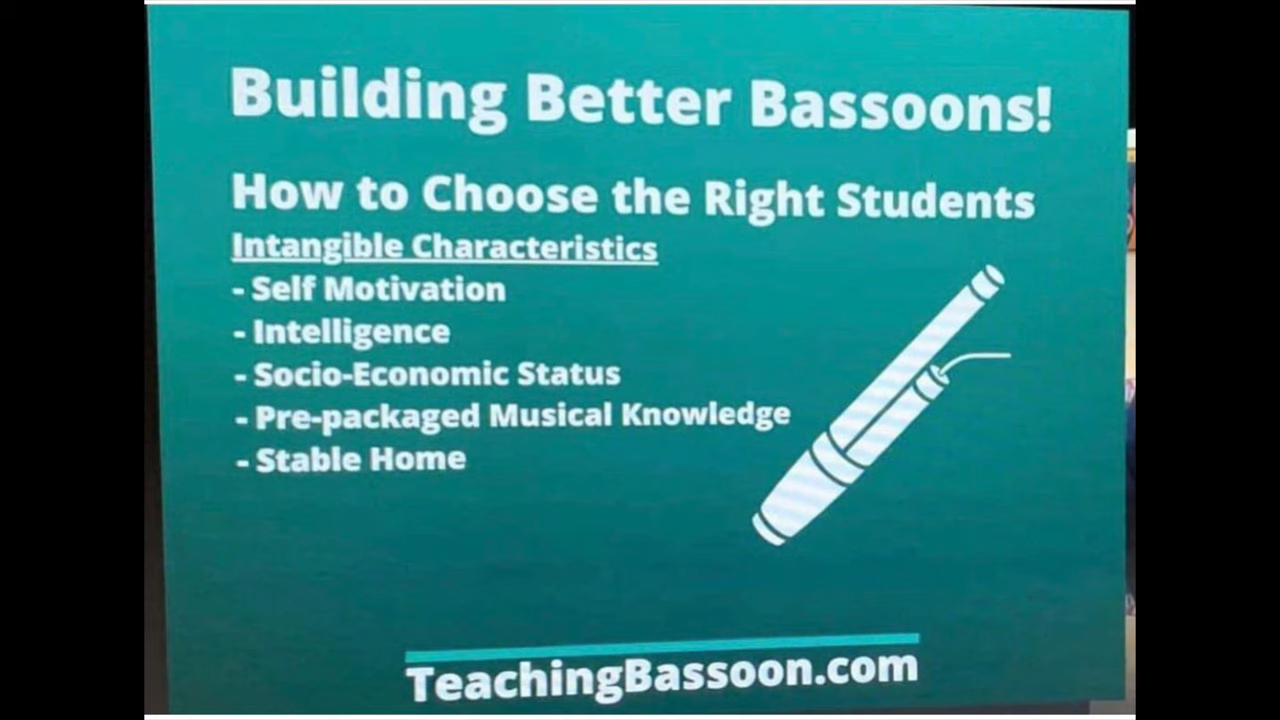 Building Better Bassoons!
How to Choose the Right Students
Intangible Characteristics
- Self Motivation
- Intelligence
- Socio-Economic Status
- Pre-packaged Musical Knowledge
- Stable Home
TeachingBassoon.com